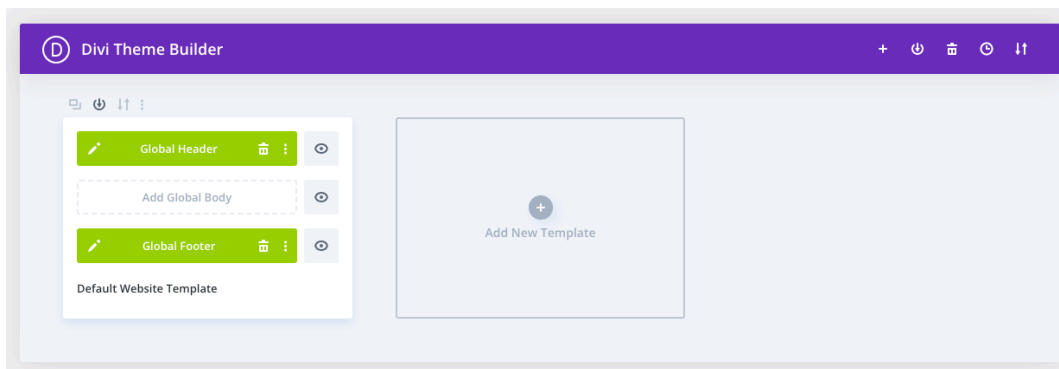 D Divi Theme Builder
Global Header
Add Global Body
Add New Template
Global Footer
Default Website Template